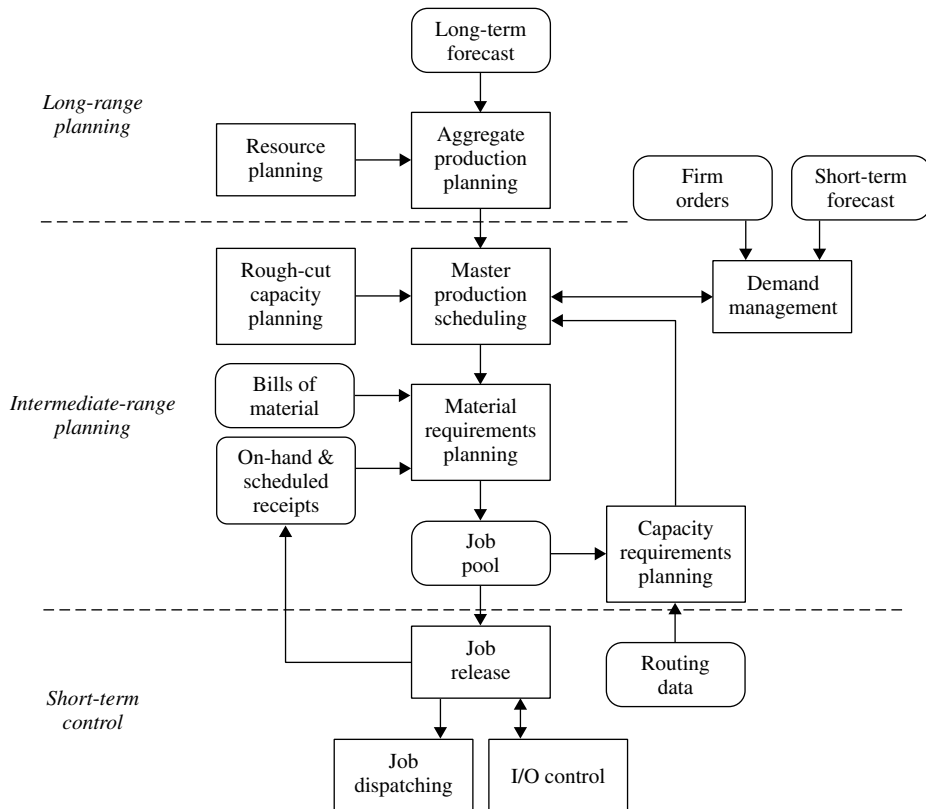 Long-term
forecast
Long-range
planning
Resource
planning
Aggregate
production
planning
Firm
orders
Short-term
forecast
Rough-cut
capacity
planning
Master
production
scheduling
Demand
management
Intermediate-range
planning
Bills of
material
Material
requirements
planning
On-hand &
scheduled
receipts
Job
pool
Capacity
requirements
planning
Short-term
control
Job
release
Routing
data
Job
dispatching
I/O control